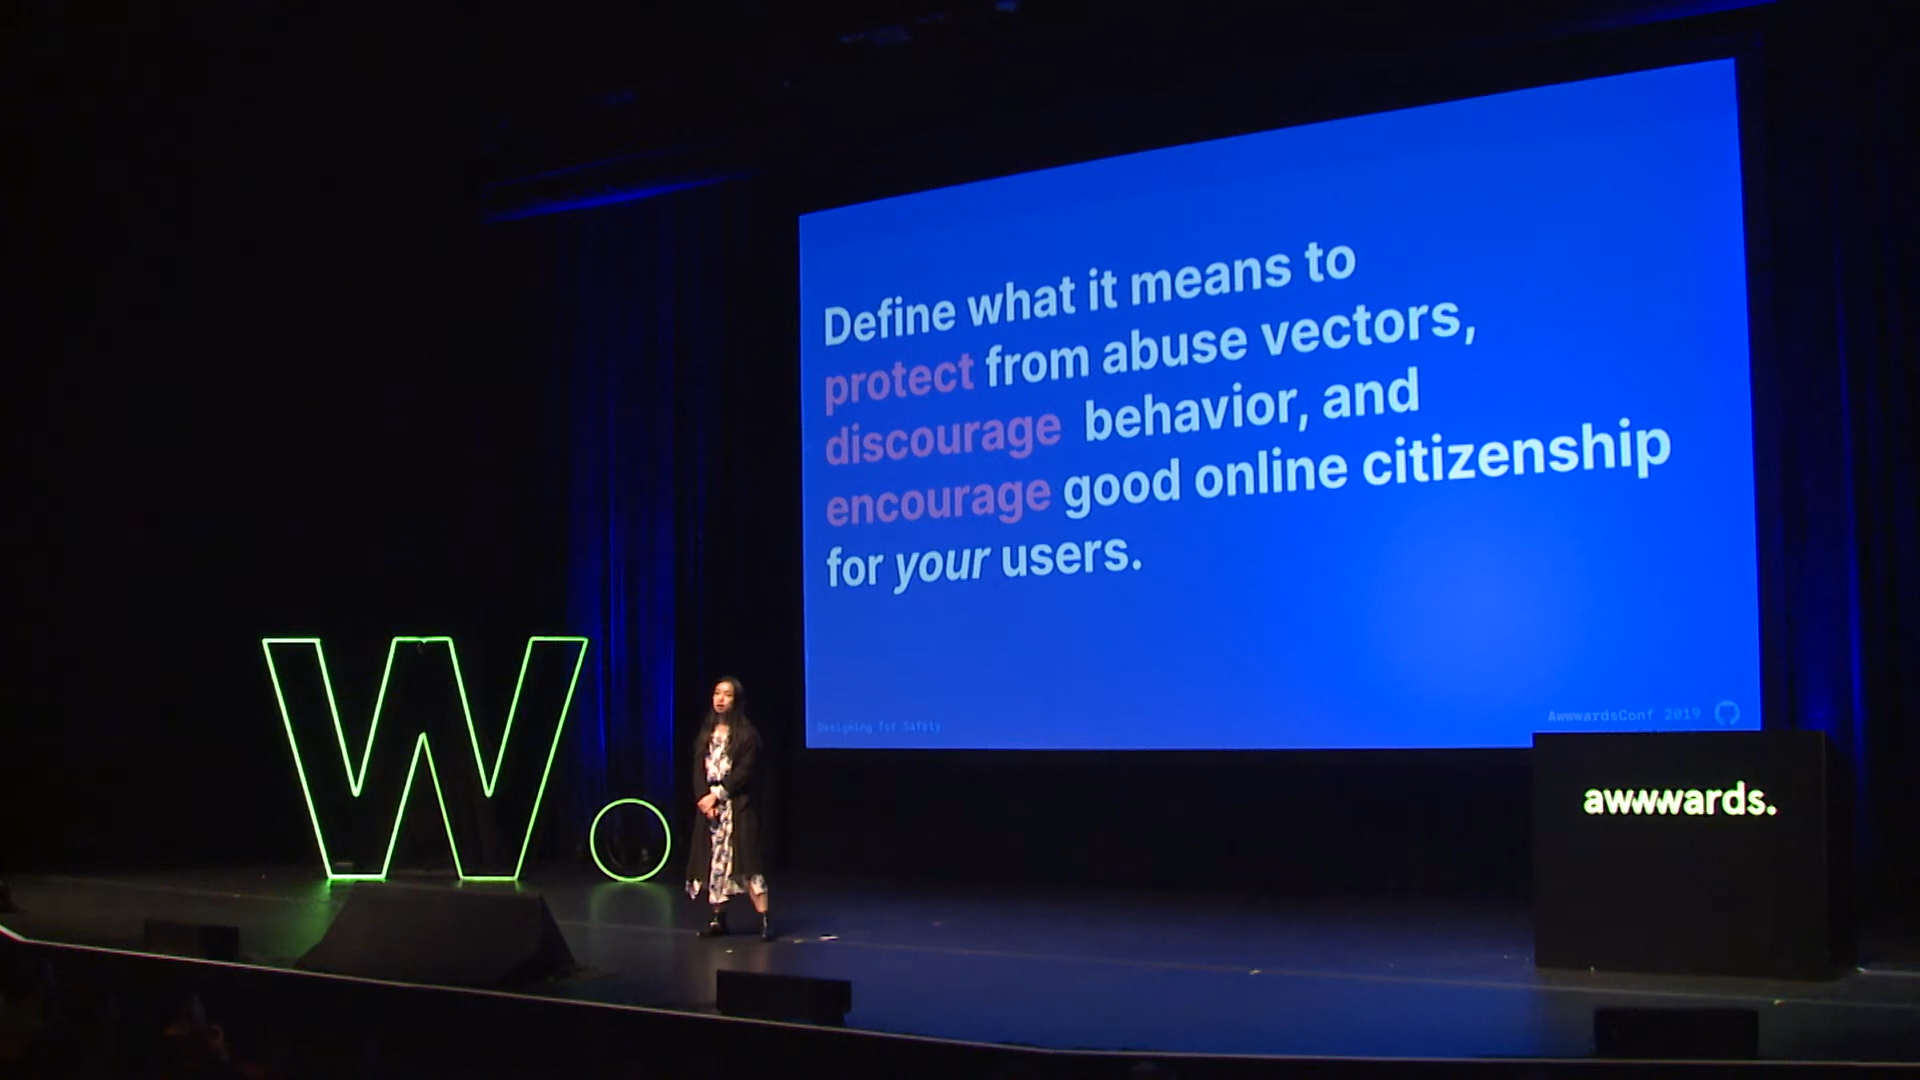 Define what it means to
protect from abuse vectors,
discourage behavior, and
encourage good online citizenship
for your users.
Designing for Safety
AwwwardsConf 2019
W.
awwwards.